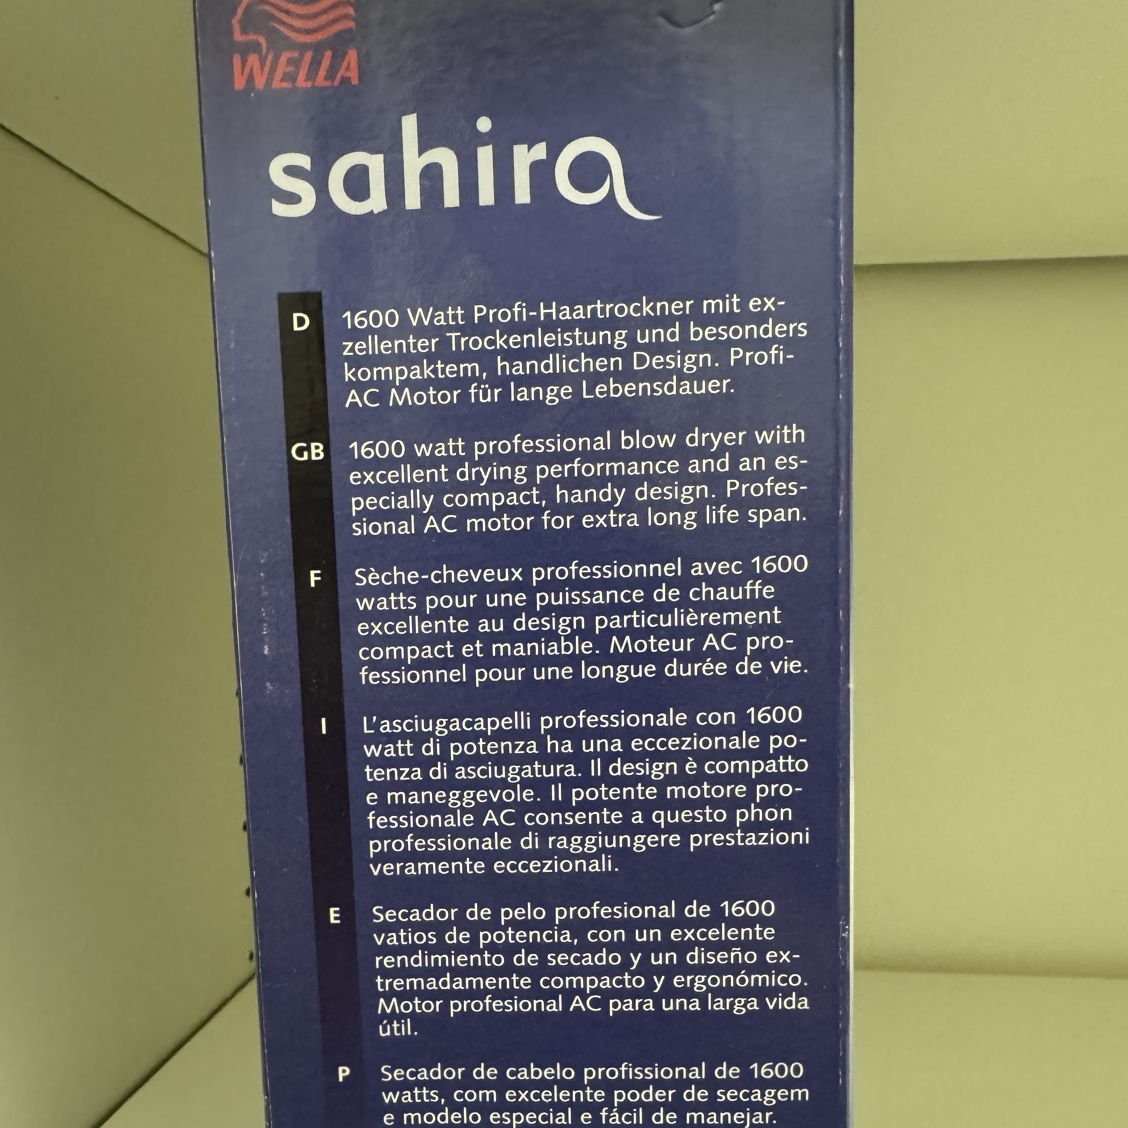 WELLA
sahira
D
1600 Watt Profi-Haartrockner mit ex-
zellenter Trockenleistung und besonders
kompaktem, handlichen Design. Profi-
AC Motor für lange Lebensdauer.
GB
1600 watt professional blow dryer with
excellent drying performance and an es-
pecially compact, handy design. Profes-
sional AC motor for extra long life span.
F
Sèche-cheveux professionnel avec 1600
watts pour une puissance de chauffe
excellente au design particulièrement
compact et maniable. Moteur AC pro-
fessionnel pour une longue durée de vie.
I
L'asciugacapelli professionale con 1600
watt di potenza ha una eccezionale po-
tenza di asciugatura. Il design è compatto
e maneggevole. Il potente motore pro-
fessionale AC consente a questo phon
professionale di raggiungere prestazioni
veramente eccezionali.
E
Secador de pelo profesional de 1600
vatios de potencia, con un excelente
rendimiento de secado y un diseño ex-
tremadamente compacto y ergonómico.
Motor profesional AC para una larga vida
útil.
P
Secador de cabelo profissional de 1600
watts, com excelente poder de secagem
e modelo especial e fácil de manejar.